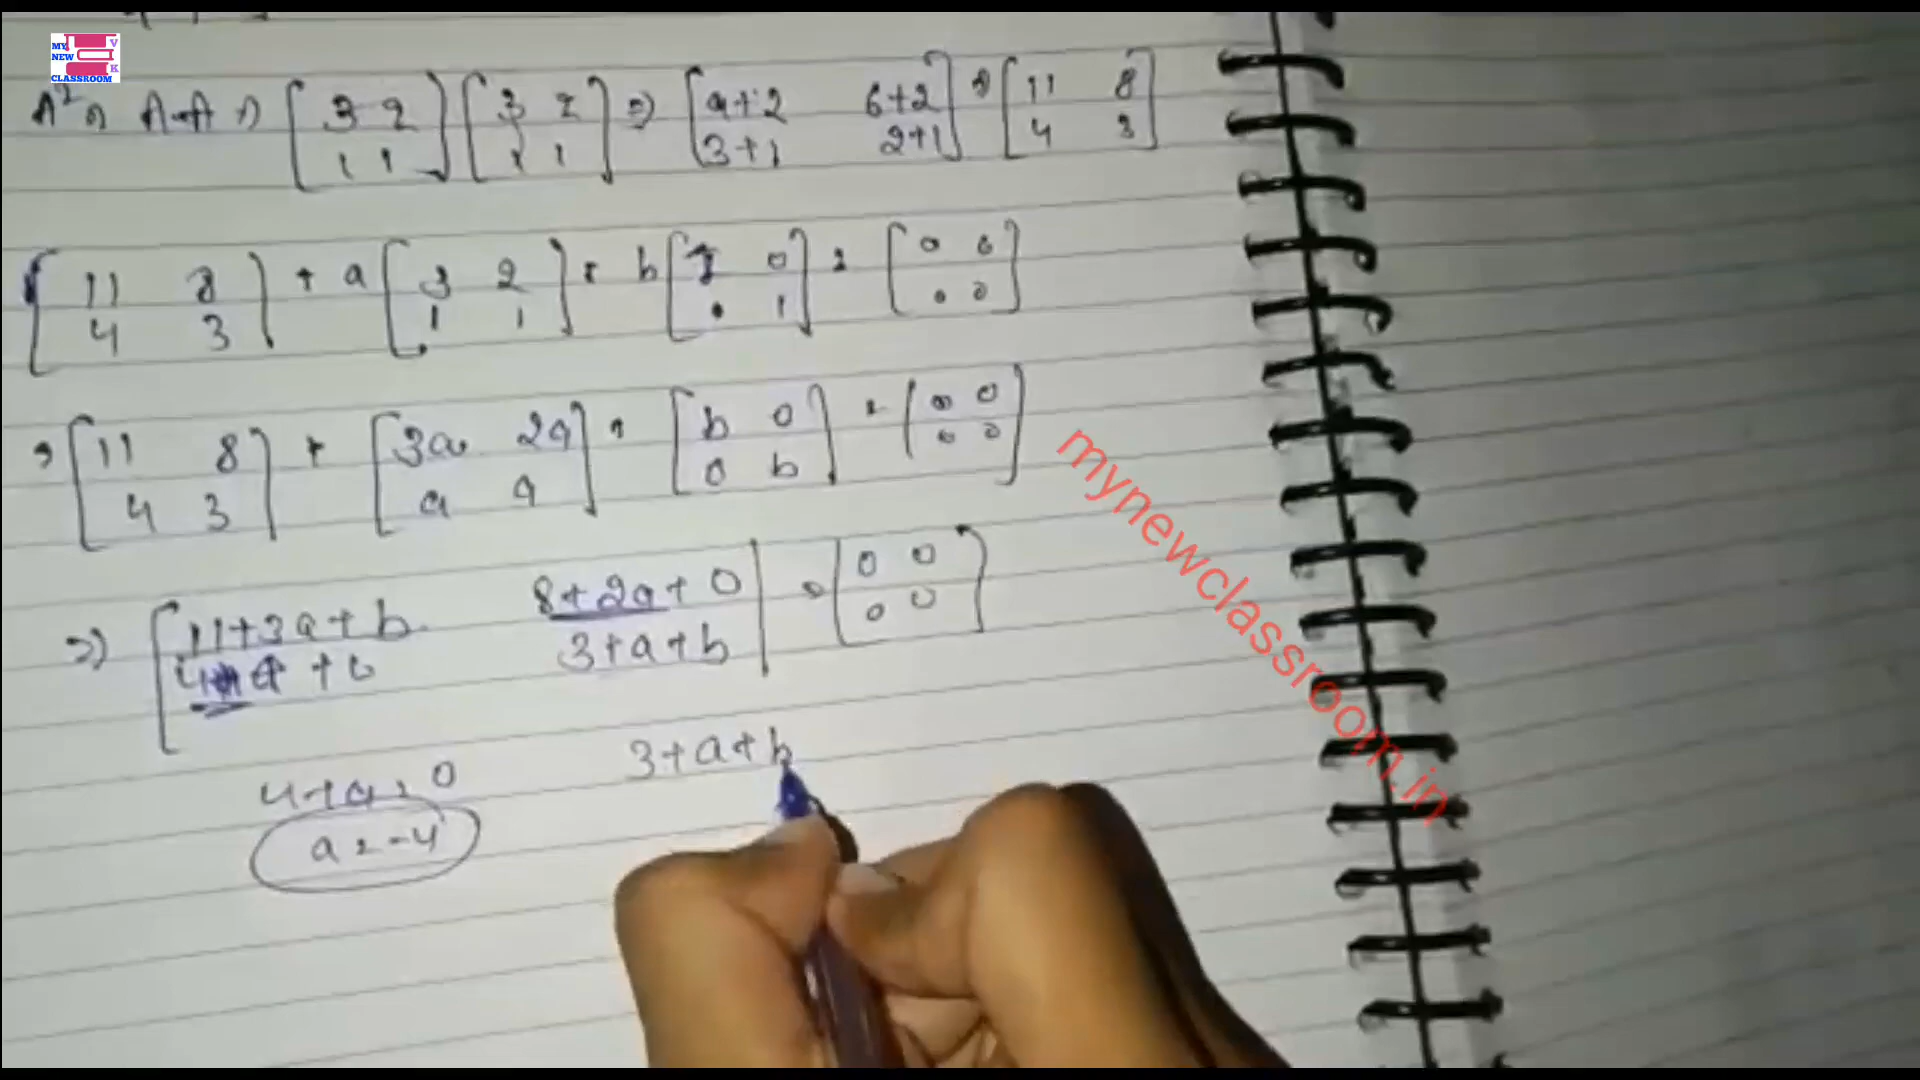 MY NEW CLASSROOM V K
A² = A·A = [3 2] [3 2] => [9+2 6+2] = [11 8]
[1 1] [1 1] [3+1 2+1] [4 3]
[11 8] + a [3 2] + b [1 0] = [0 0]
[4 3] [1 1] [0 1] [0 0]
[11 8] + [3a 2a] + [b 0] = [0 0]
[4 3] [a a] [0 b] [0 0]
=> [11+3a+b 8+2a+0] = [0 0]
3+a+b] [0 0]
4+a=0 3+a+b
a=-4
mynewclassroom.in